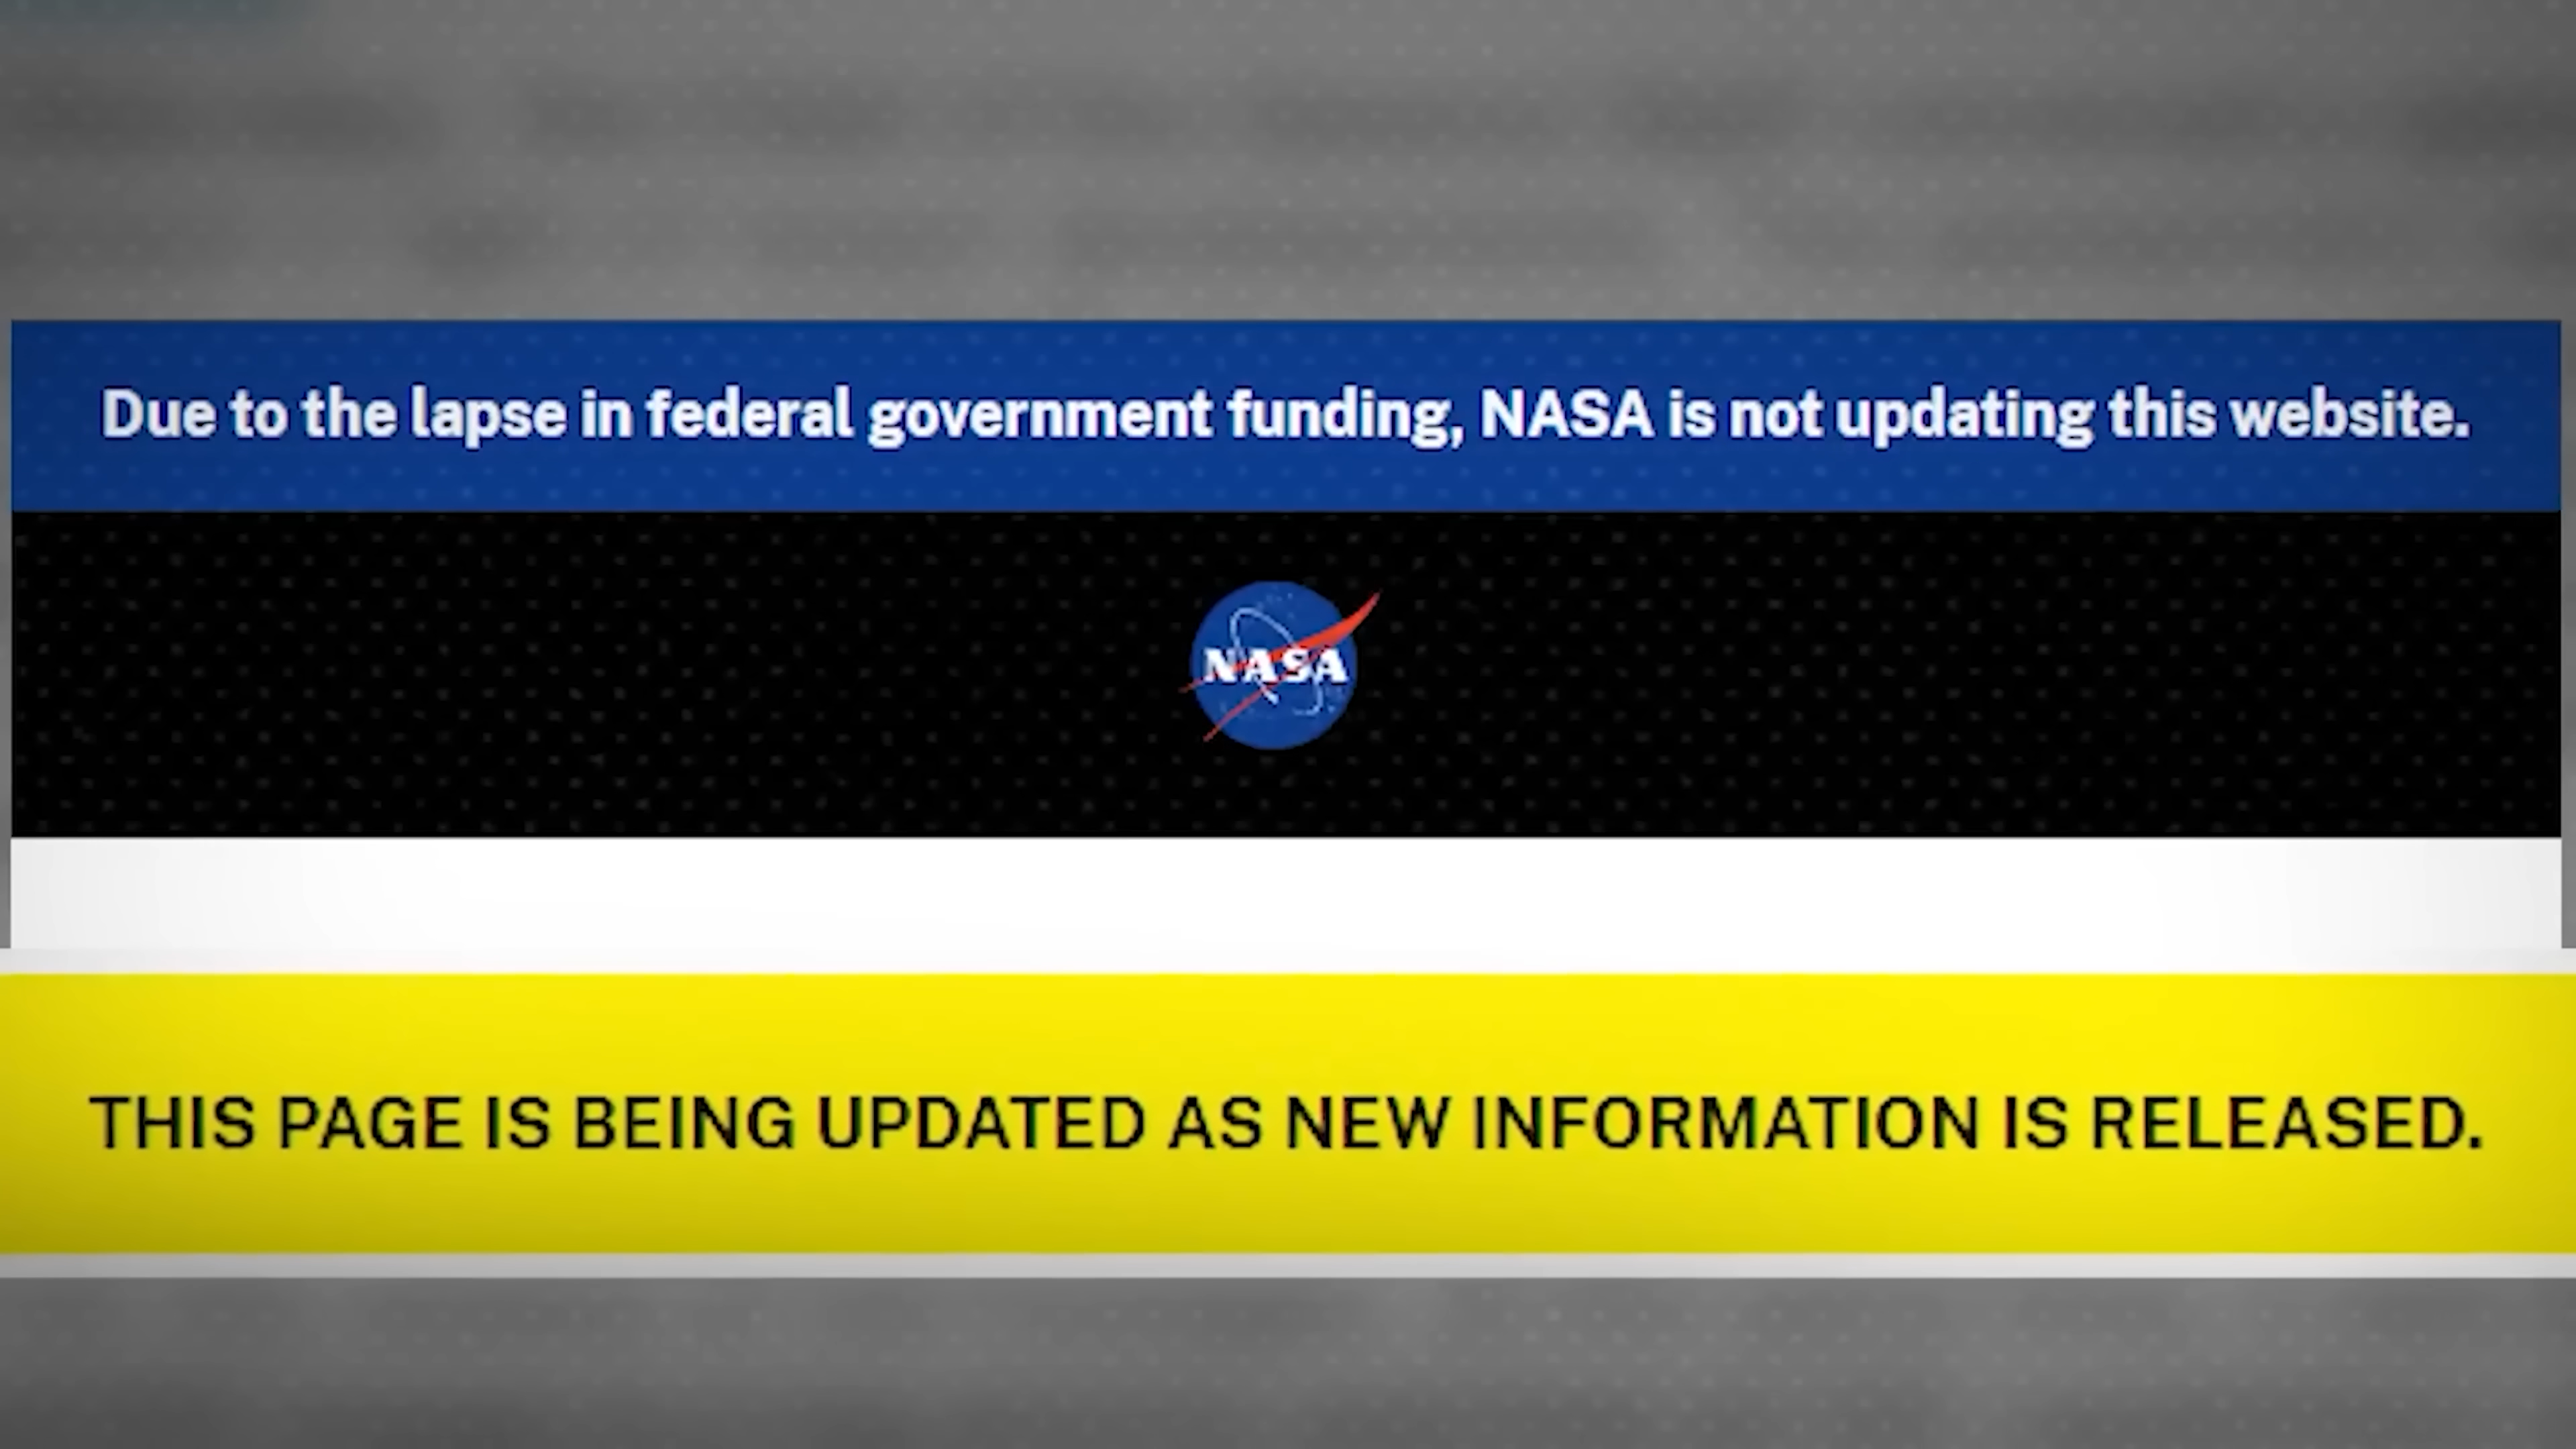 Due to the lapse in federal government funding, NASA is not updating this website.
NASA
THIS PAGE IS BEING UPDATED AS NEW INFORMATION IS RELEASED.